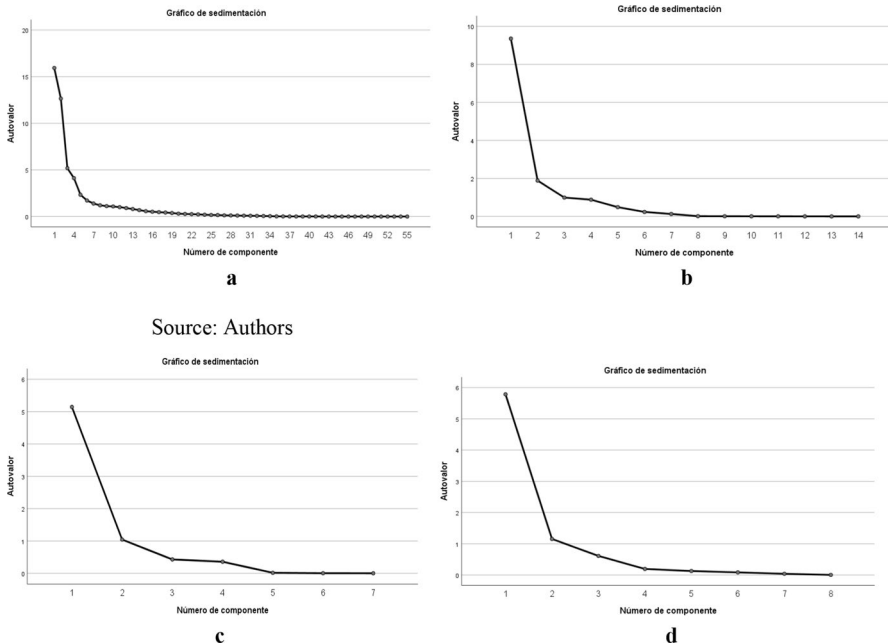 Gráfico de sedimentación
Autovalor
20
15
10
5
0
1 4 7 10 13 16 19 22 25 28 31 34 37 40 43 46 49 52 55
Número de componente
a
Gráfico de sedimentación
Autovalor
10
8
6
4
2
0
1 2 3 4 5 6 7 8 9 10 11 12 13 14
Número de componente
b
Source: Authors
Gráfico de sedimentación
Autovalor
6
5
4
3
2
1
0
1 2 3 4 5 6 7
Número de componente
c
Gráfico de sedimentación
Autovalor
6
5
4
3
2
1
0
1 2 3 4 5 6 7 8
Número de componente
d